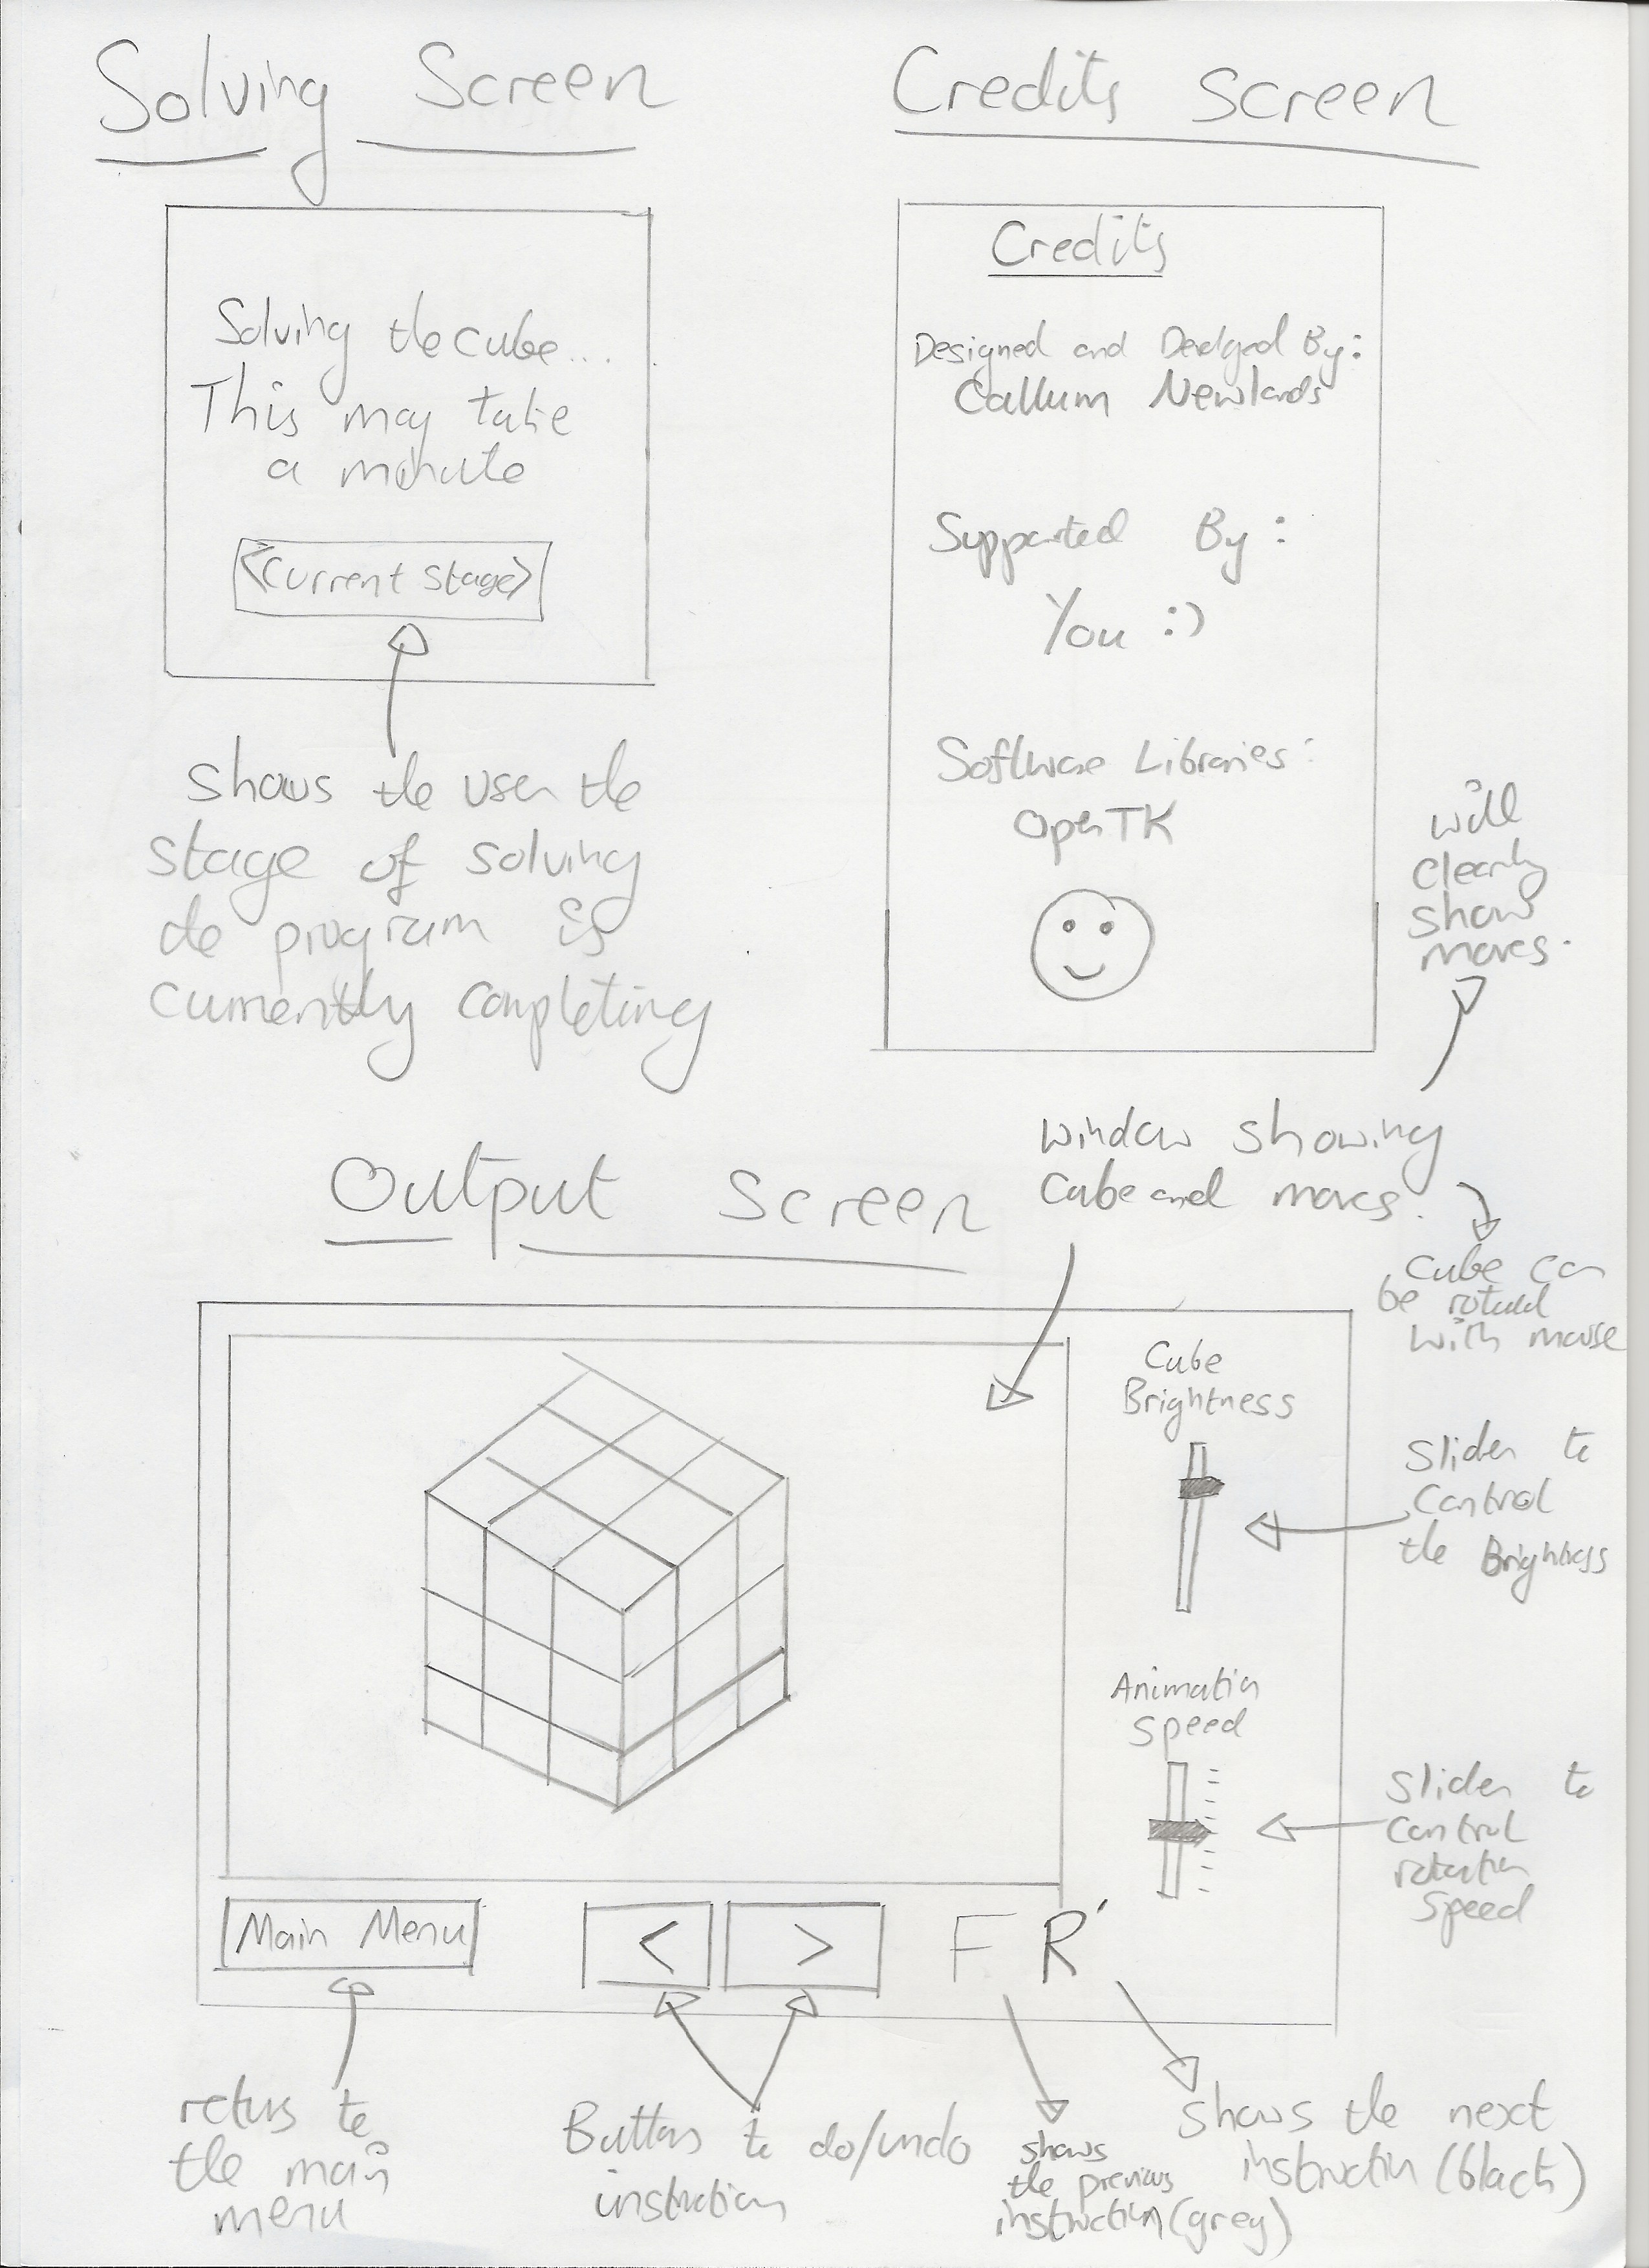 Solving Screen
Solving the cube...
This may take
a minute
<Current Stage>
shows the user the
stage of solving
the program is
currently completing
Credits Screen
Credits
Designed and By:
Callum Newlands
Supported By:
You :)
Software Libraries:
OpenTK
will
clearly
show
moves.
window showing
cube and moves.
cube can
be rotated
with mouse
Output Screen
Cube
Brightness
Slider to
Control
the Brightness
Animation
Speed
Slider to
control
rotation
speed
Main Menu
< >
F R'
returns to
the main
menu
Buttons to do/undo
instruction
shows
the previous
instruction (grey)
shows the next
instruction (black)